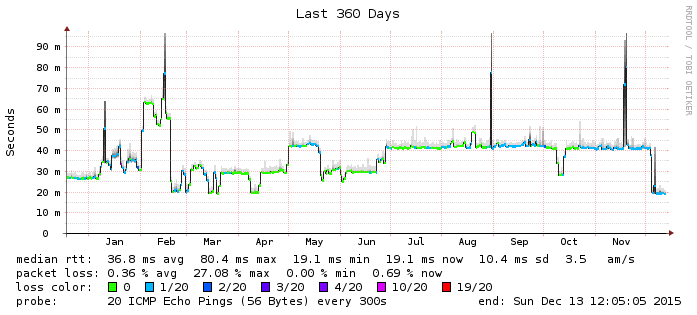 Last 360 Days
RRDTOOL / TOBI OETIKER
Seconds
90 m
80 m
70 m
60 m
50 m
40 m
30 m
20 m
10 m
0
Jan Feb Mar Apr May Jun Jul Aug Sep Oct Nov
median rtt: 36.8 ms avg 80.4 ms max 19.1 ms min 19.1 ms now 10.4 ms sd 3.5 am/s
packet loss: 0.36 % avg 27.08 % max 0.00 % min 0.69 % now
loss color: 0 1/20 2/20 3/20 4/20 10/20 19/20
probe: 20 ICMP Echo Pings (56 Bytes) every 300s end: Sun Dec 13 12:05:05 2015